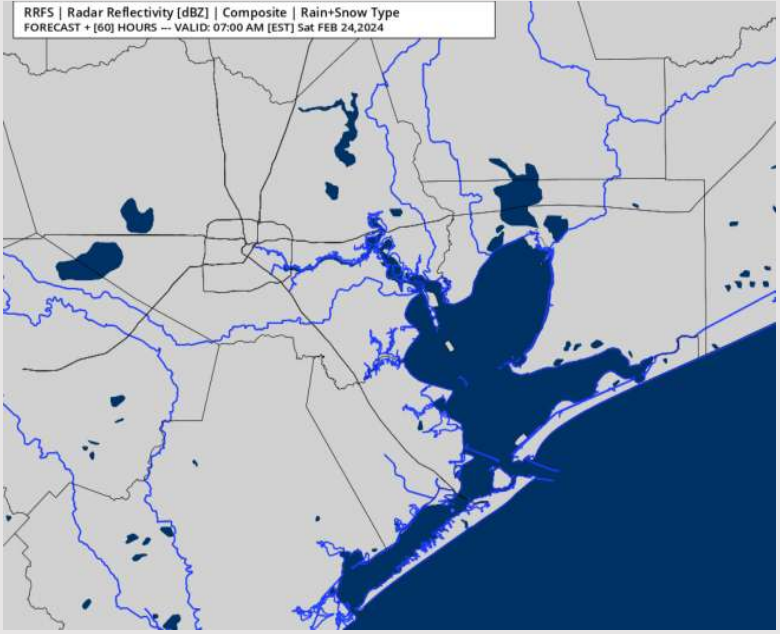 RRFS | Radar Reflectivity [dBZ] | Composite | Rain+Snow Type
FORECAST + [60] HOURS --- VALID: 07:00 AM [EST] Sat FEB 24,2024